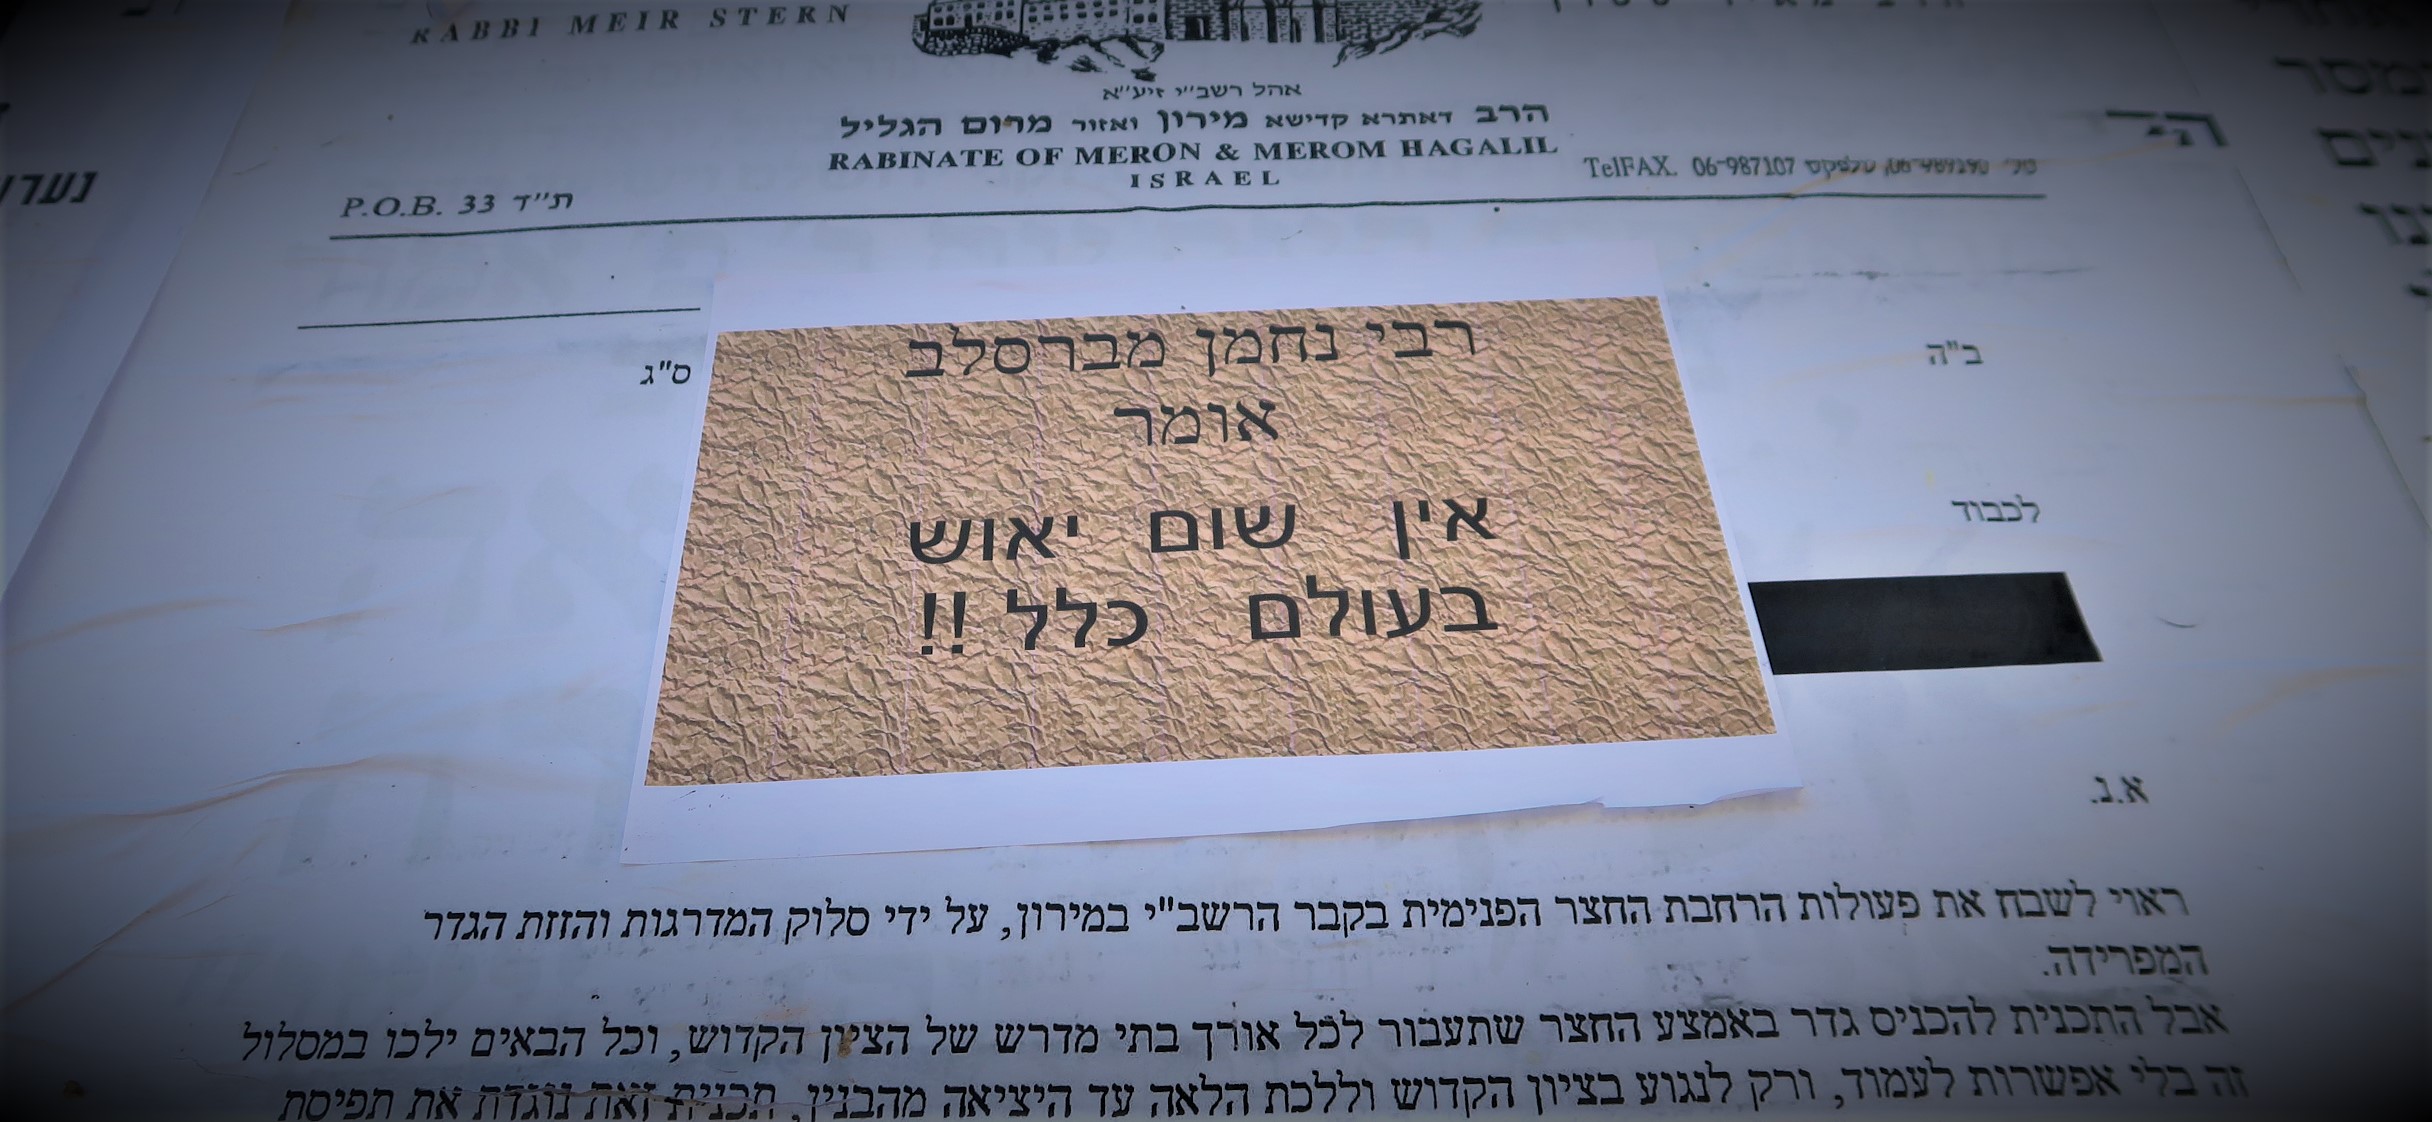 RABBI MEIR STERN
אהל רשב"י זיע"א
הרב דאתרא קדישא מירון ואזור מרום הגליל
RABINATE OF MERON & MEROM HAGALIL
ISRAEL
P.O.B. 33 ת"ד
TelFAX. 06-987107 טלפקס
ב"ה
ס"ג
לכבוד
רבי נחמן מברסלב
אומר
אין שום יאוש
בעולם כלל !!
א.נ.
ראוי לשבח את פעולות הרחבת החצר הפנימית בקבר הרשב"י במירון, על ידי סלוק המדרגות והזזת הגדר
המפרידה.
אבל התכנית להכניס גדר באמצע החצר שתעבור לכל אורך בתי מדרש של הציון הקדוש, וכל הבאים ילכו במסלול
זה בלי אפשרות לעמוד, ורק לנגוע בציון הקדוש וללכת הלאה עד היציאה מהבנין, תכנית זאת נוגדת את תפיסת